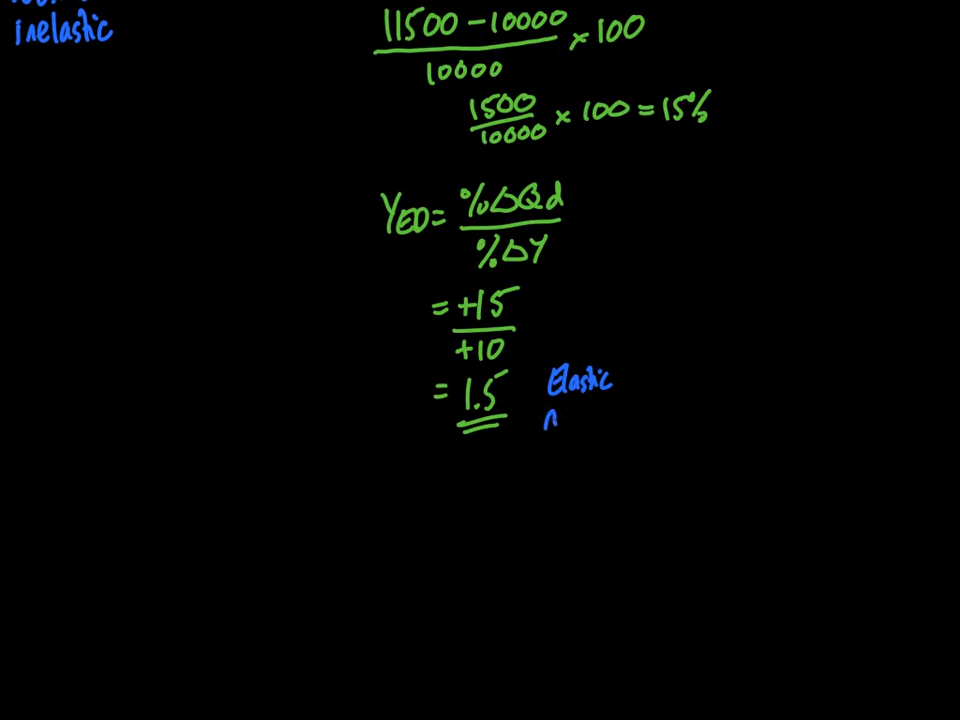 inelastic
11500 - 10000
10000
× 100
1500
10000
× 100 = 15%
YED = %ΔQd
%ΔY
= +15
+10
= 1.5
Elastic